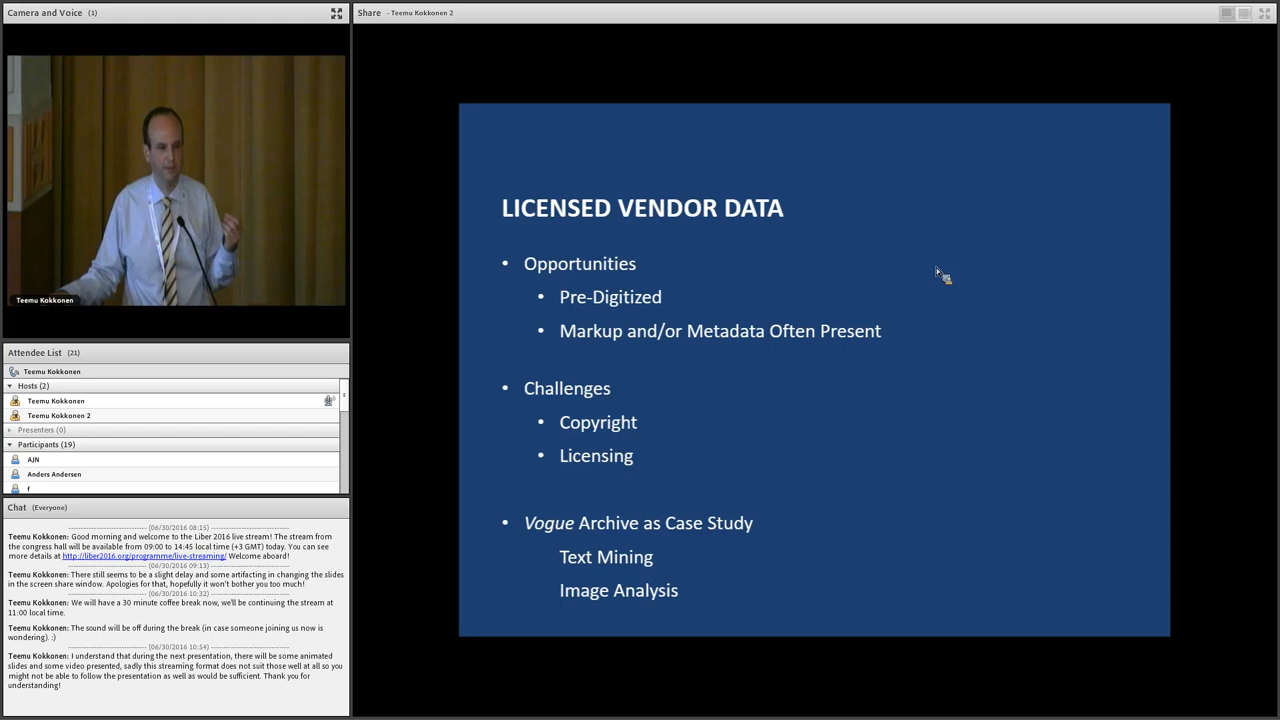 Camera and Voice (1)
Teemu Kokkonen
Attendee List (21)
Teemu Kokkonen
Hosts (2)
Teemu Kokkonen
Teemu Kokkonen 2
Presenters (0)
Participants (19)
AJN
Anders Andersen
f
Chat (Everyone)
------------------------- (06/30/2016 08:15) -------------------------
Teemu Kokkonen: Good morning and welcome to the Liber 2016 live stream! The stream from
the congress hall will be available from 09:00 to 14:45 local time (+3 GMT) today. You can see
more details at http://liber2016.org/programme/live-streaming/ Welcome aboard!
------------------------- (06/30/2016 09:13) -------------------------
Teemu Kokkonen: There still seems to be a slight delay and some artifacting in changing the slides
in the screen share window. Apologies for that, hopefully it won't bother you too much!
------------------------- (06/30/2016 10:32) -------------------------
Teemu Kokkonen: We will have a 30 minute coffee break now, we'll be continuing the stream at
11:00 local time.
Teemu Kokkonen: The sound will be off during the break (in case someone joining us now is
wondering). :)
------------------------- (06/30/2016 10:54) -------------------------
Teemu Kokkonen: I understand that during the next presentation, there will be some animated
slides and some video presented, sadly this streaming format does not suit those well at all so you
might not be able to follow the presentation as well as would be sufficient. Thank you for
understanding!
Share - Teemu Kokkonen 2
LICENSED VENDOR DATA
• Opportunities
• Pre-Digitized
• Markup and/or Metadata Often Present
• Challenges
• Copyright
• Licensing
• Vogue Archive as Case Study
Text Mining
Image Analysis